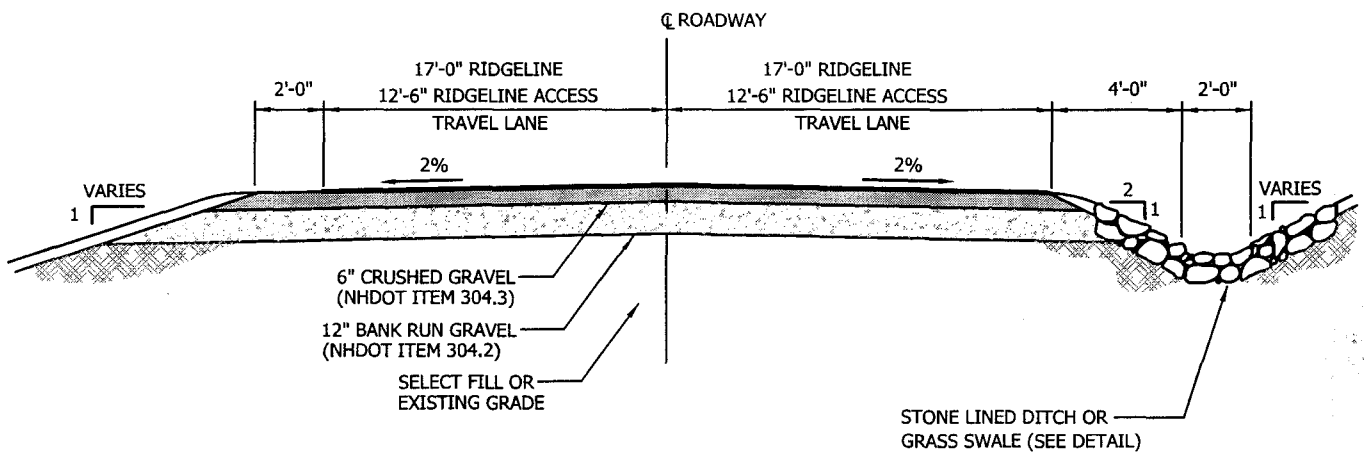 ℄ ROADWAY
2'-0"
17'-0" RIDGELINE
12'-6" RIDGELINE ACCESS
TRAVEL LANE
17'-0" RIDGELINE
12'-6" RIDGELINE ACCESS
TRAVEL LANE
4'-0"
2'-0"
2%
2%
VARIES
1
2
1
VARIES
1
6" CRUSHED GRAVEL
(NHDOT ITEM 304.3)
12" BANK RUN GRAVEL
(NHDOT ITEM 304.2)
SELECT FILL OR
EXISTING GRADE
STONE LINED DITCH OR
GRASS SWALE (SEE DETAIL)